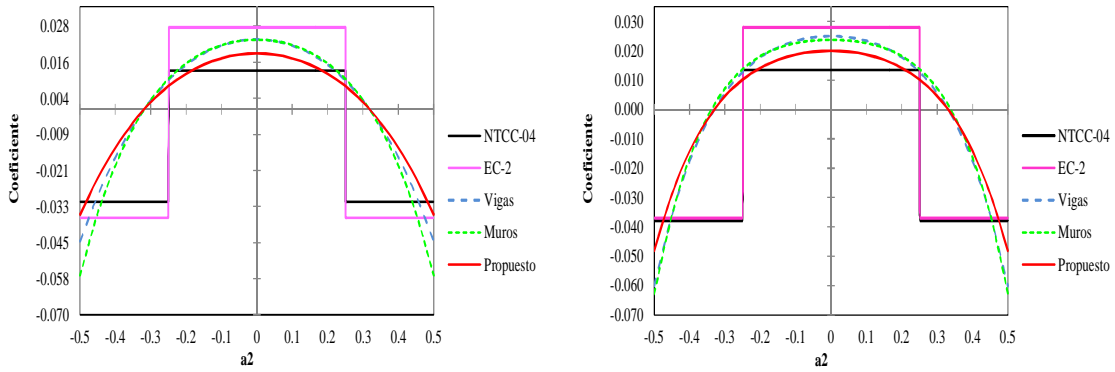 0.028
0.016
0.004
-0.009
-0.021
-0.033
-0.045
-0.058
-0.070
Coeficiente
-0.5 -0.4 -0.3 -0.2 -0.1 0 0.1 0.2 0.3 0.4 0.5
a2
NTCC-04
EC-2
Vigas
Muros
Propuesto
0.030
0.020
0.010
0.000
-0.010
-0.020
-0.030
-0.040
-0.050
-0.060
-0.070
Coeficiente
-0.5 -0.4 -0.3 -0.2 -0.1 0 0.1 0.2 0.3 0.4 0.5
a2
NTCC-04
EC-2
Vigas
Muros
Propuesto